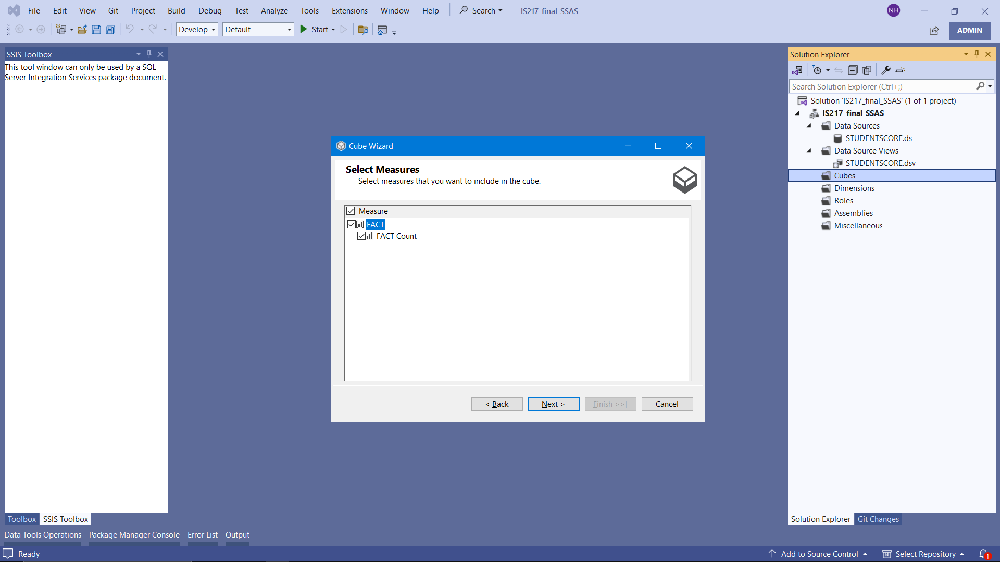 File Edit View Git Project Build Debug Test Analyze Tools Extensions Window Help Search IS217_final_SSAS NH
Develop Default Start ADMIN
SSIS Toolbox
This tool window can only be used by a SQL
Server Integration Services package document.
Toolbox SSIS Toolbox
Cube Wizard
Select Measures
Select measures that you want to include in the cube.
Measure
FACT
FACT Count
< Back Next > Finish >>| Cancel
Solution Explorer
Search Solution Explorer (Ctrl+;)
Solution 'IS217_final_SSAS' (1 of 1 project)
IS217_final_SSAS
Data Sources
STUDENTSCORE.ds
Data Source Views
STUDENTSCORE.dsv
Cubes
Dimensions
Roles
Assemblies
Miscellaneous
Solution Explorer Git Changes
Data Tools Operations Package Manager Console Error List Output
Ready Add to Source Control Select Repository 1